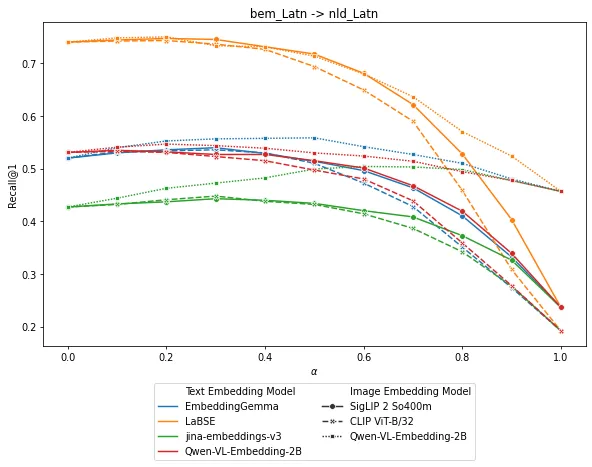 bem_Latn -> nld_Latn
Recall@1
0.7
0.6
0.5
0.4
0.3
0.2
0.0 0.2 0.4 0.6 0.8 1.0
α
Text Embedding Model Image Embedding Model
EmbeddingGemma SigLIP 2 So400m
LaBSE CLIP ViT-B/32
jina-embeddings-v3 Qwen-VL-Embedding-2B
Qwen-VL-Embedding-2B